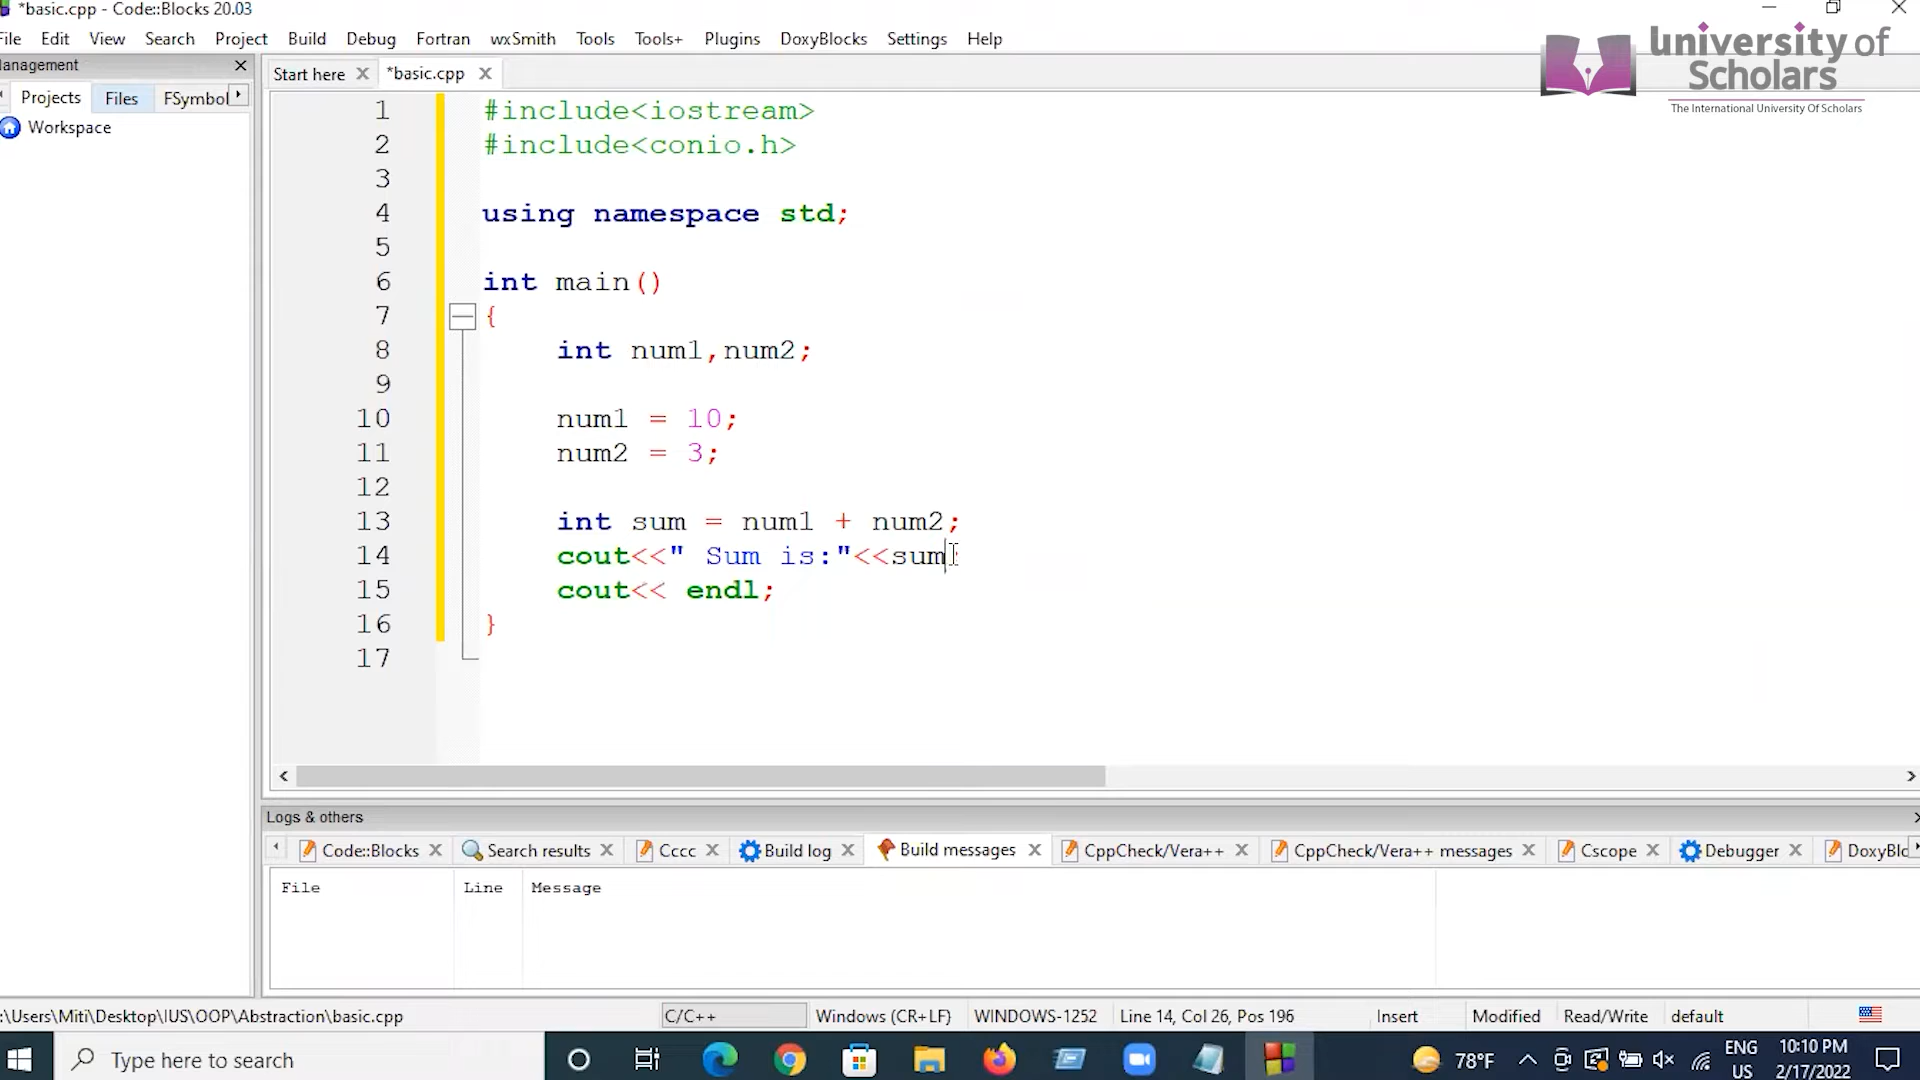 *basic.cpp - Code::Blocks 20.03
File Edit View Search Project Build Debug Fortran wxSmith Tools Tools+ Plugins DoxyBlocks Settings Help
university of
Scholars
The International University Of Scholars
anagement
Projects Files FSymbol
Workspace
Start here *basic.cpp
1 #include<iostream>
2 #include<conio.h>
3
4 using namespace std;
5
6 int main()
7 {
8 int num1,num2;
9
10 num1 = 10;
11 num2 = 3;
12
13 int sum = num1 + num2;
14 cout<<" Sum is:"<<sum;
15 cout<< endl;
16 }
17
Logs & others
Code::Blocks Search results Cccc Build log Build messages CppCheck/Vera++ CppCheck/Vera++ messages Cscope Debugger DoxyBlo
File Line Message
:\Users\Miti\Desktop\IUS\OOP\Abstraction\basic.cpp C/C++ Windows (CR+LF) WINDOWS-1252 Line 14, Col 26, Pos 196 Insert Modified Read/Write default
Type here to search 78°F ENG US 10:10 PM 2/17/2022